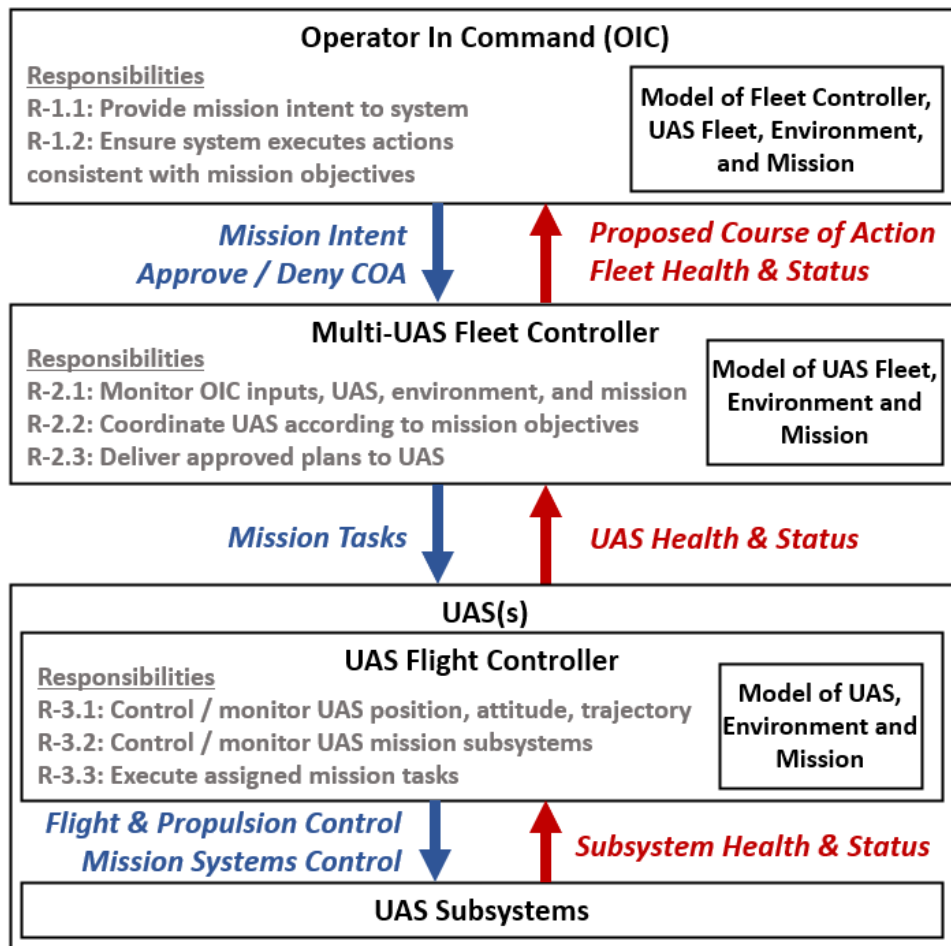 Operator In Command (OIC)
Responsibilities
R-1.1: Provide mission intent to system
R-1.2: Ensure system executes actions
consistent with mission objectives
Model of Fleet Controller,
UAS Fleet, Environment,
and Mission
Mission Intent
Approve / Deny COA
Proposed Course of Action
Fleet Health & Status
Multi-UAS Fleet Controller
Responsibilities
R-2.1: Monitor OIC inputs, UAS, environment, and mission
R-2.2: Coordinate UAS according to mission objectives
R-2.3: Deliver approved plans to UAS
Model of UAS Fleet,
Environment and
Mission
Mission Tasks
UAS Health & Status
UAS(s)
UAS Flight Controller
Responsibilities
R-3.1: Control / monitor UAS position, attitude, trajectory
R-3.2: Control / monitor UAS mission subsystems
R-3.3: Execute assigned mission tasks
Model of UAS,
Environment and
Mission
Flight & Propulsion Control
Mission Systems Control
Subsystem Health & Status
UAS Subsystems